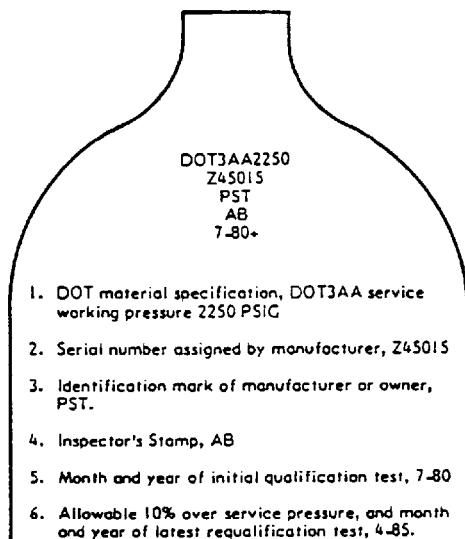 DOT3AA2250
Z45015
PST
AB
7-80+
1. DOT material specification, DOT3AA service
working pressure 2250 PSIG
2. Serial number assigned by manufacturer, Z45015
3. Identification mark of manufacturer or owner,
PST.
4. Inspector's Stamp, AB
5. Month and year of initial qualification test, 7-80
6. Allowable 10% over service pressure, and month
and year of latest requalification test, 4-85.